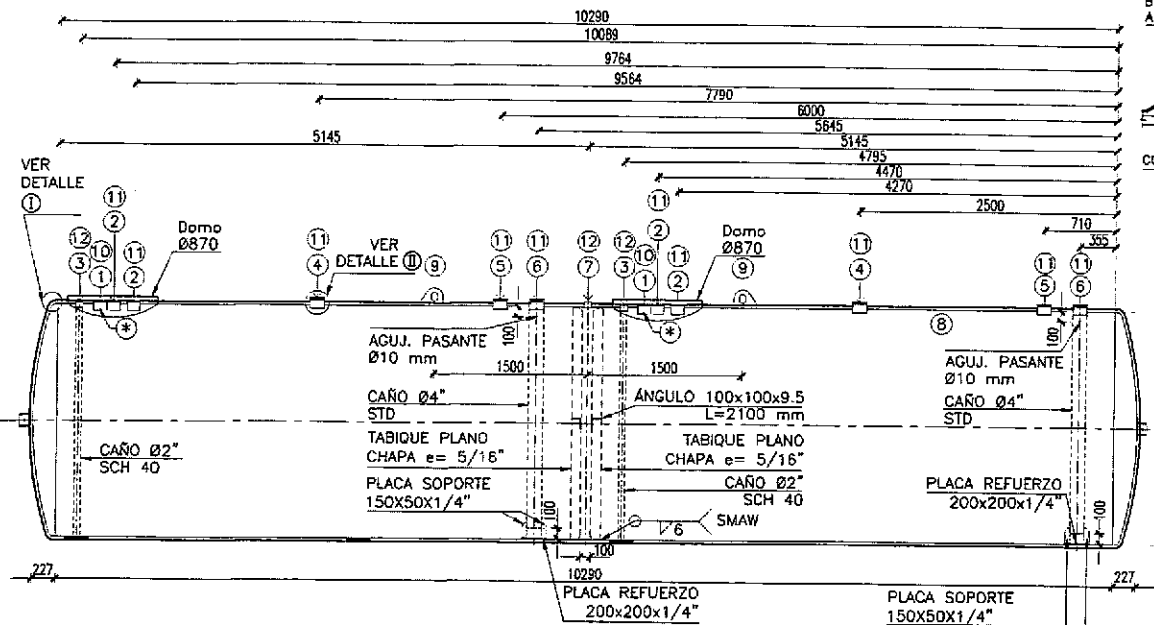 10290
10089
9764
9564
7790
6000
5645
5145 5145
4795
4470
4270
2500
710
355
VER
DETALLE
I
12 10 11 11
3 1 2 2
Domo
Ø870
11
4
VER
DETALLE II
9
11 11 12
5 6 7
12 10 11 11
3 1 2 2
Domo
Ø870
9
11
4
11 11
5 6
*
*
8
100
100
AGUJ. PASANTE
Ø10 mm
1500 1500
AGUJ. PASANTE
Ø10 mm
CAÑO Ø4"
STD
ÁNGULO 100x100x9.5
L=2100 mm
CAÑO Ø4"
STD
CAÑO Ø2"
SCH 40
TABIQUE PLANO
CHAPA e= 5/16"
TABIQUE PLANO
CHAPA e= 5/16"
PLACA SOPORTE
150X50X1/4"
CAÑO Ø2"
SCH 40
PLACA REFUERZO
200x200x1/4"
100
6
SMAW
100
100
227 10290 227
PLACA REFUERZO
200x200x1/4"
PLACA SOPORTE
150X50X1/4"